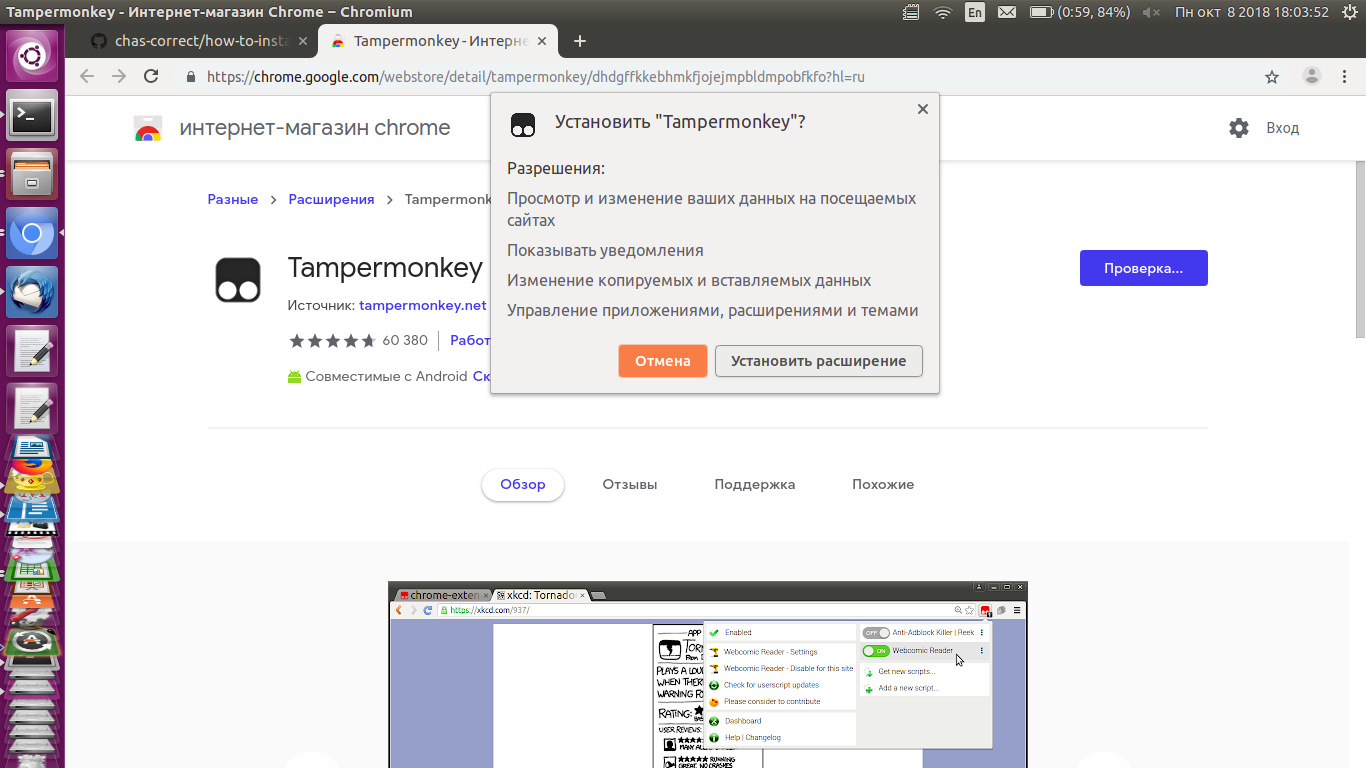 Tampermonkey - Интернет-магазин Chrome – Chromium
En
(0:59, 84%)
Пн окт 8 2018 18:03:52
chas-correct/how-to-insta
Tampermonkey - Интерне
https://chrome.google.com/webstore/detail/tampermonkey/dhdgffkkebhmkfjojejmpbldmpobfkfo?hl=ru
интернет-магазин chrome
Вход
Установить "Tampermonkey"?
Разрешения:
Просмотр и изменение ваших данных на посещаемых
сайтах
Показывать уведомления
Изменение копируемых и вставляемых данных
Управление приложениями, расширениями и темами
Отмена
Установить расширение
Разные
Расширения
Tampermonk
Tampermonkey
Проверка...
Источник: tampermonkey.net
60 380
Работ
Совместимые с Android Ск
Обзор
Отзывы
Поддержка
Похожие
chrome-exten
xkcd: Tornado
https://xkcd.com/937/
Enabled
Webcomic Reader - Settings
Webcomic Reader - Disable for this site
Check for userscript updates
Please consider to contribute
Dashboard
Help | Changelog
OFF
Anti-Adblock Killer | Reek
ON
Webcomic Reader
Get new scripts...
Add a new script...
APP
TOR
PLAYS A LOU
WHEN THER
WARNING FO
RATING:
USER REVIEWS:
RUNNING
GREAT, NO CRASHES